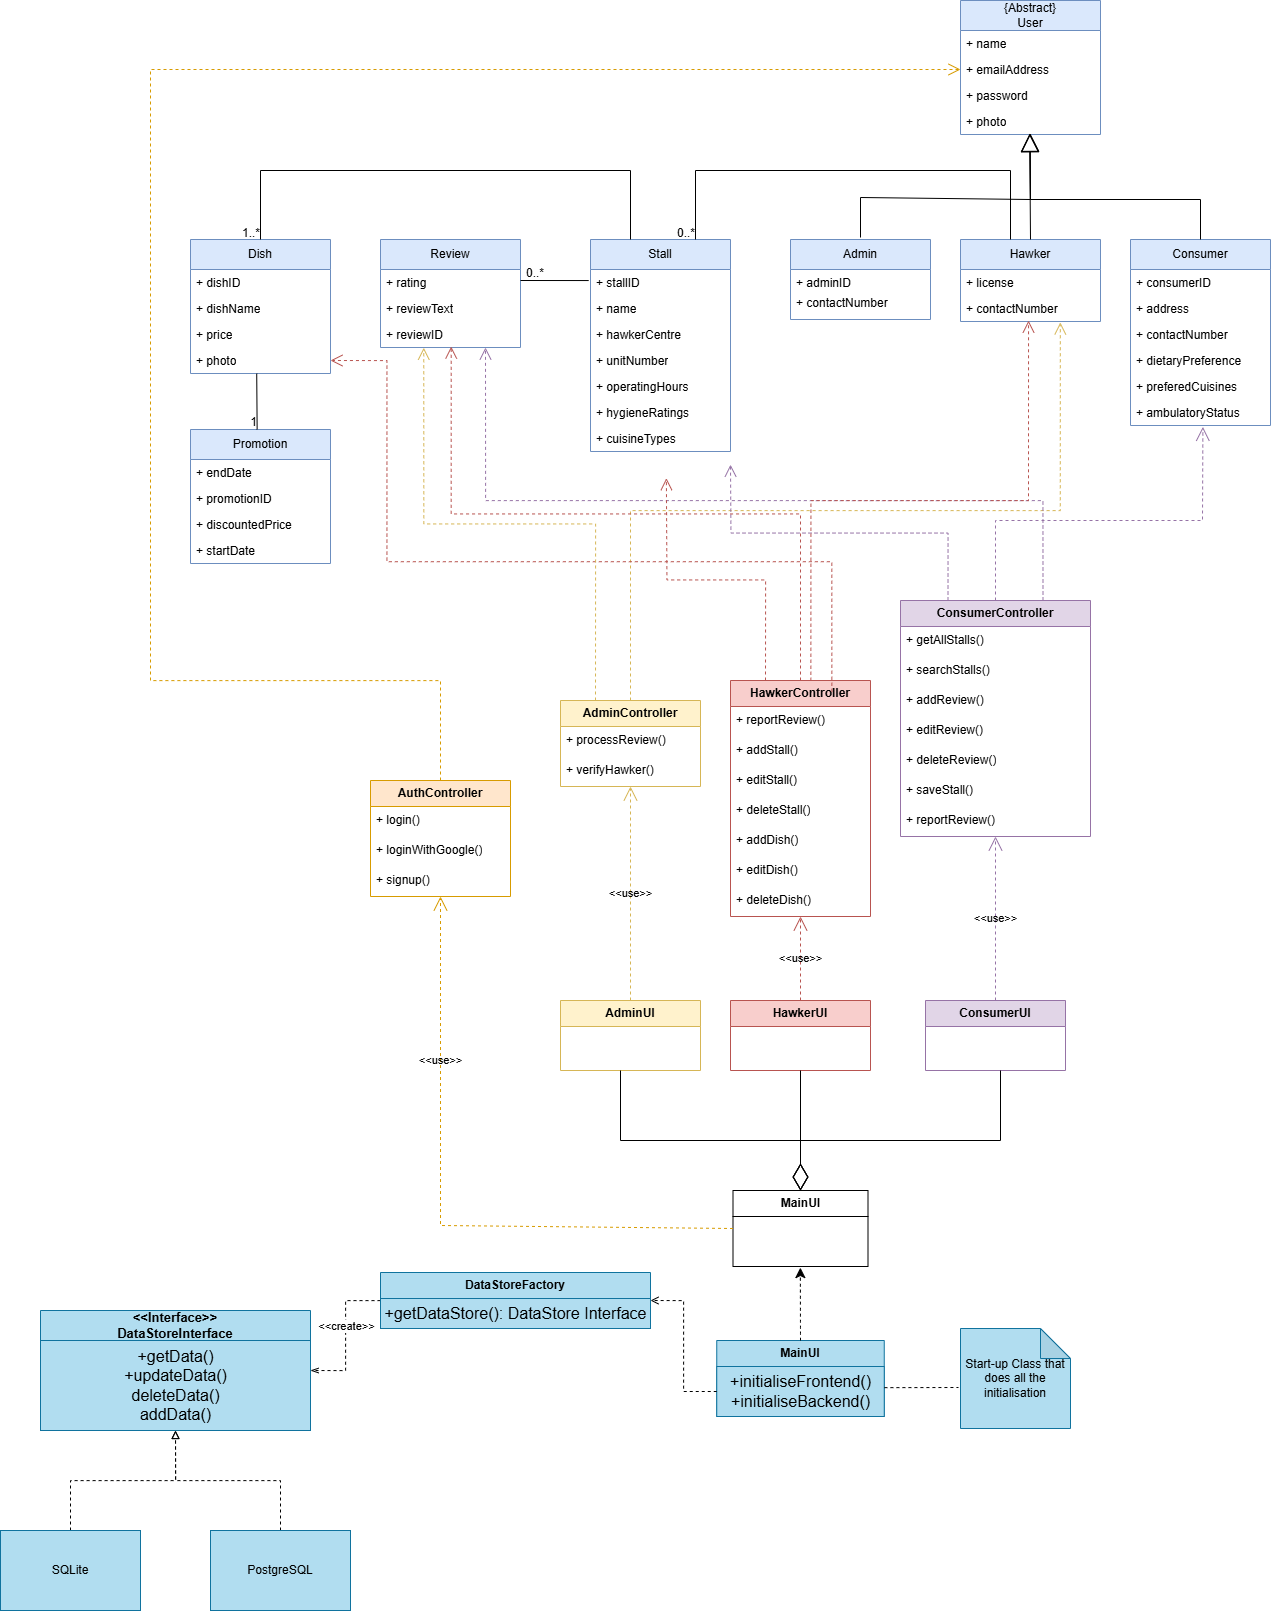 {Abstract}
User
+ name
+ emailAddress
+ password
+ photo
1..*
0..*
Dish
+ dishID
+ dishName
+ price
+ photo
Review
+ rating
+ reviewText
+ reviewID
0..*
Stall
+ stallID
+ name
+ hawkerCentre
+ unitNumber
+ operatingHours
+ hygieneRatings
+ cuisineTypes
Admin
+ adminID
+ contactNumber
Hawker
+ license
+ contactNumber
Consumer
+ consumerID
+ address
+ contactNumber
+ dietaryPreference
+ preferedCuisines
+ ambulatoryStatus
1
Promotion
+ endDate
+ promotionID
+ discountedPrice
+ startDate
ConsumerController
+ getAllStalls()
+ searchStalls()
+ addReview()
+ editReview()
+ deleteReview()
+ saveStall()
+ reportReview()
HawkerController
+ reportReview()
+ addStall()
+ editStall()
+ deleteStall()
+ addDish()
+ editDish()
+ deleteDish()
AdminController
+ processReview()
+ verifyHawker()
AuthController
+ login()
+ loginWithGoogle()
+ signup()
<<use>>
<<use>>
<<use>>
<<use>>
AdminUI
HawkerUI
ConsumerUI
MainUI
DataStoreFactory
+getDataStore(): DataStore Interface
<<create>>
<<Interface>>
DataStoreInterface
+getData()
+updateData()
deleteData()
addData()
MainUI
+initialiseFrontend()
+initialiseBackend()
Start-up Class that
does all the
initialisation
SQLite
PostgreSQL